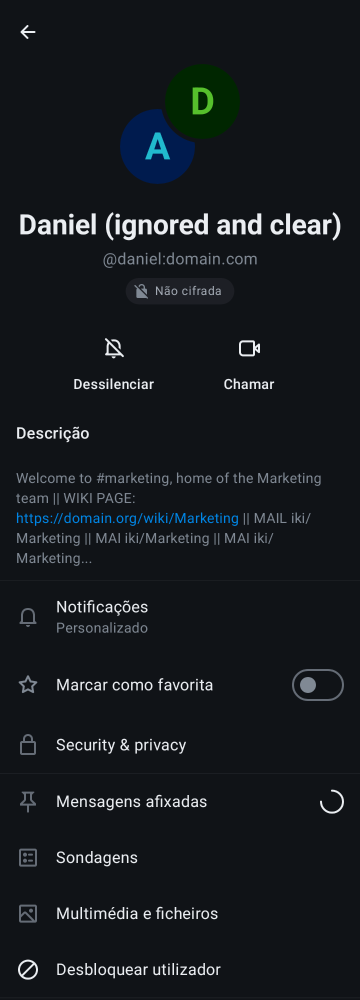 D
A
Daniel (ignored and clear)
@daniel:domain.com
Não cifrada
Dessilenciar
Chamar
Descrição
Welcome to #marketing, home of the Marketing
team || WIKI PAGE:
https://domain.org/wiki/Marketing || MAIL iki/
Marketing || MAI iki/Marketing || MAI iki/
Marketing...
Notificações
Personalizado
Marcar como favorita
Security & privacy
Mensagens afixadas
Sondagens
Multimédia e ficheiros
Desbloquear utilizador